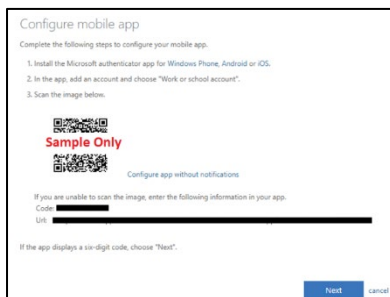 Configure mobile app
Complete the following steps to configure your mobile app.
1. Install the Microsoft authenticator app for Windows Phone, Android or iOS.
2. In the app, add an account and choose "Work or school account".
3. Scan the image below.
Sample Only
Configure app without notifications
If you are unable to scan the image, enter the following information in your app.
Code:
Url:
If the app displays a six-digit code, choose "Next".
Next cancel